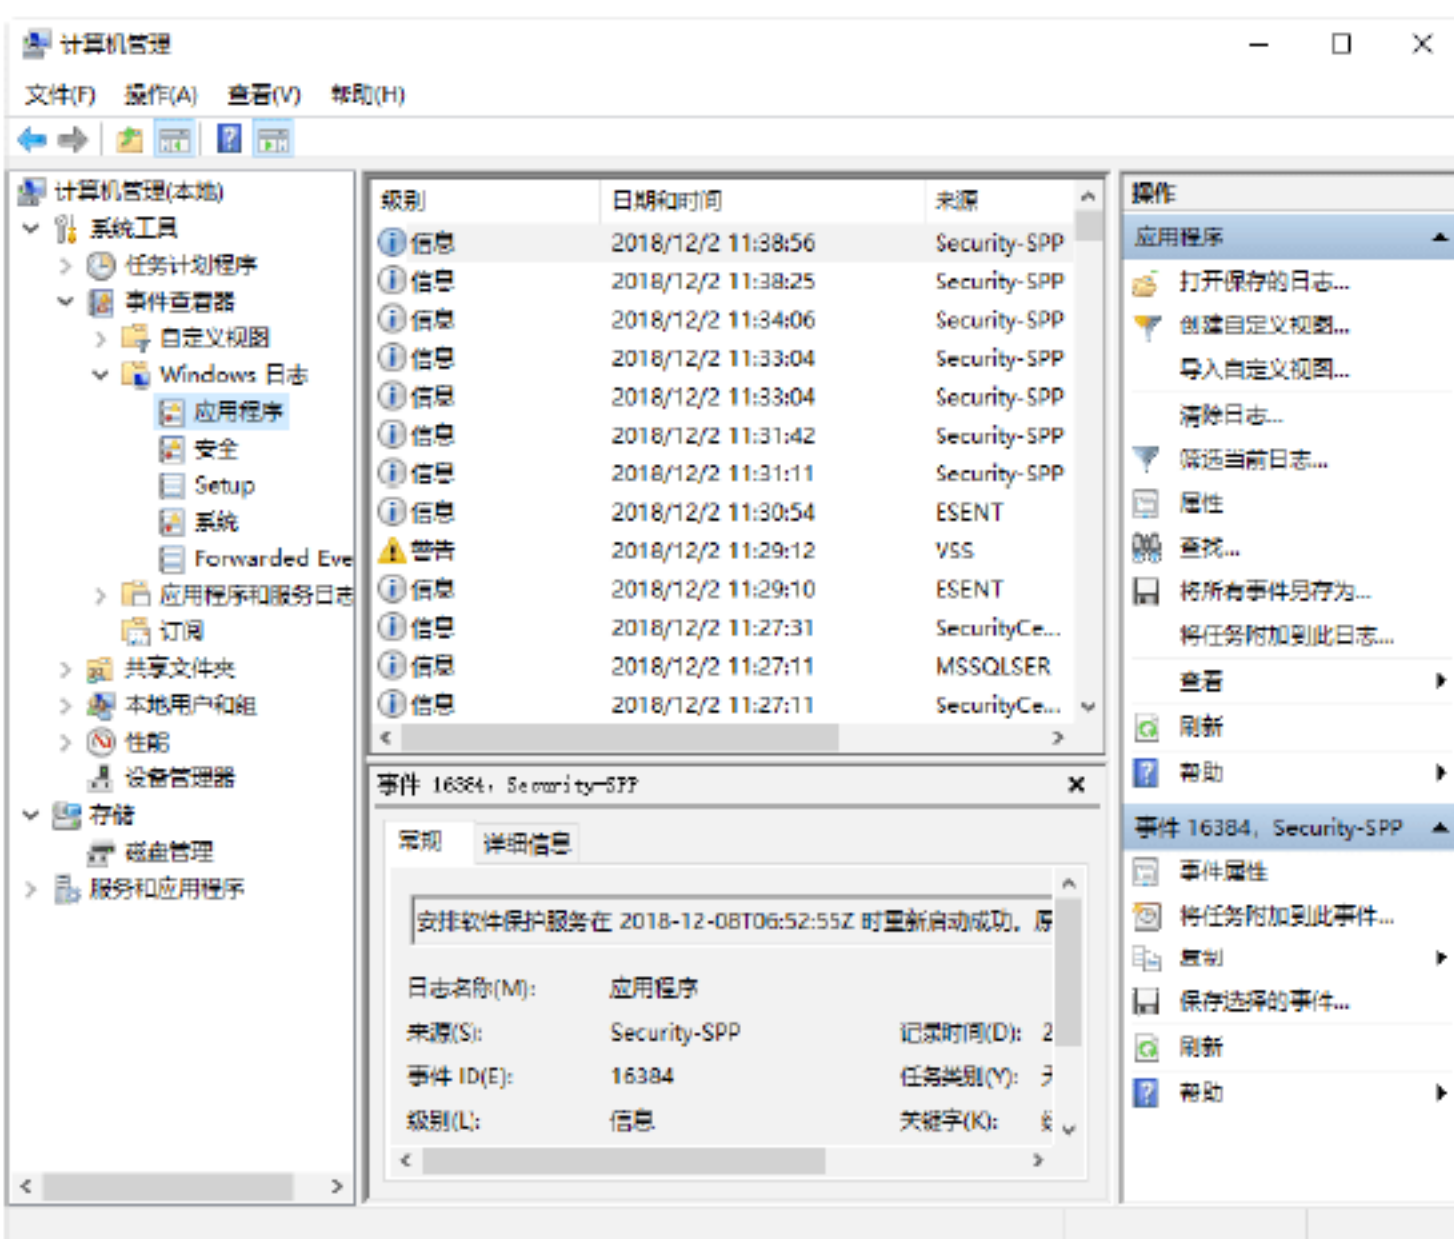 计算机管理
文件(F) 操作(A) 查看(V) 帮助(H)
计算机管理(本地)
系统工具
任务计划程序
事件查看器
自定义视图
Windows 日志
应用程序
安全
Setup
系统
Forwarded Eve
应用程序和服务日志
订阅
共享文件夹
本地用户和组
性能
设备管理器
存储
磁盘管理
服务和应用程序
级别 日期和时间 来源
信息 2018/12/2 11:38:56 Security-SPP
信息 2018/12/2 11:38:25 Security-SPP
信息 2018/12/2 11:34:06 Security-SPP
信息 2018/12/2 11:33:04 Security-SPP
信息 2018/12/2 11:33:04 Security-SPP
信息 2018/12/2 11:31:42 Security-SPP
信息 2018/12/2 11:31:11 Security-SPP
信息 2018/12/2 11:30:54 ESENT
警告 2018/12/2 11:29:12 VSS
信息 2018/12/2 11:29:10 ESENT
信息 2018/12/2 11:27:31 SecurityCe...
信息 2018/12/2 11:27:11 MSSQLSER
信息 2018/12/2 11:27:11 SecurityCe...
事件 16384，Security-SPP
常规 详细信息
安排软件保护服务在 2018-12-08T06:52:55Z 时重新启动成功。原
日志名称(M): 应用程序
来源(S): Security-SPP 记录时间(D): 2
事件 ID(E): 16384 任务类别(Y):
级别(L): 信息 关键字(K):
操作
应用程序
打开保存的日志...
创建自定义视图...
导入自定义视图...
清除日志...
筛选当前日志...
属性
查找...
将所有事件另存为...
将任务附加到此日志...
查看
刷新
帮助
事件 16384，Security-SPP
事件属性
将任务附加到此事件...
复制
保存选择的事件...
刷新
帮助